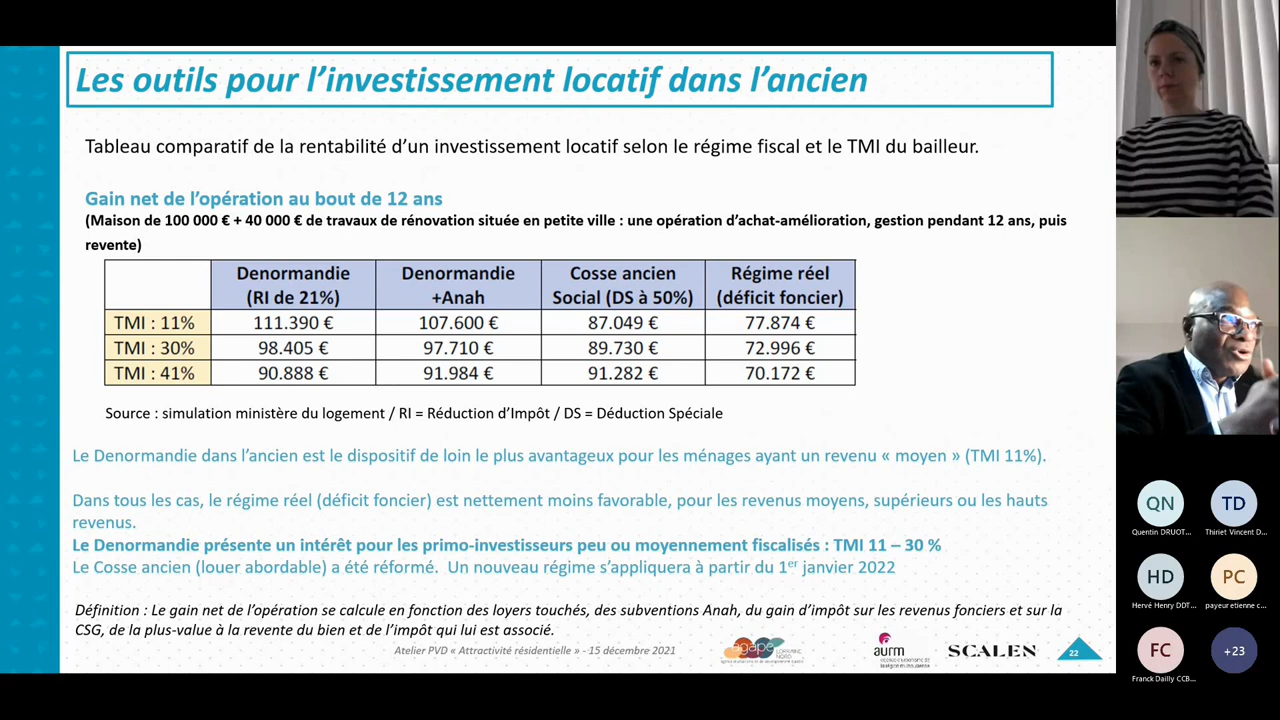 Les outils pour l’investissement locatif dans l’ancien
Tableau comparatif de la rentabilité d’un investissement locatif selon le régime fiscal et le TMI du bailleur.
Gain net de l’opération au bout de 12 ans
(Maison de 100 000 € + 40 000 € de travaux de rénovation située en petite ville : une opération d’achat-amélioration, gestion pendant 12 ans, puis
revente)
Denormandie (RI de 21%) Denormandie +Anah Cosse ancien Social (DS à 50%) Régime réel (déficit foncier)
TMI : 11% 111.390 € 107.600 € 87.049 € 77.874 €
TMI : 30% 98.405 € 97.710 € 89.730 € 72.996 €
TMI : 41% 90.888 € 91.984 € 91.282 € 70.172 €
Source : simulation ministère du logement / RI = Réduction d’Impôt / DS = Déduction Spéciale
Le Denormandie dans l’ancien est le dispositif de loin le plus avantageux pour les ménages ayant un revenu « moyen » (TMI 11%).
Dans tous les cas, le régime réel (déficit foncier) est nettement moins favorable, pour les revenus moyens, supérieurs ou les hauts
revenus.
Le Denormandie présente un intérêt pour les primo-investisseurs peu ou moyennement fiscalisés : TMI 11 – 30 %
Le Cosse ancien (louer abordable) a été réformé. Un nouveau régime s’appliquera à partir du 1er janvier 2022
Définition : Le gain net de l’opération se calcule en fonction des loyers touchés, des subventions Anah, du gain d’impôt sur les revenus fonciers et sur la
CSG, de la plus-value à la revente du bien et de l’impôt qui lui est associé.
Atelier PVD « Attractivité résidentielle » - 15 décembre 2021
agape LORRAINE NORD
aurm
SCALEN
22
QN TD
Quentin DRUOT... Thiriet Vincent D...
HD PC
Hervé Henry DDT... payeur etienne c...
FC +23
Franck Dailly CCB...